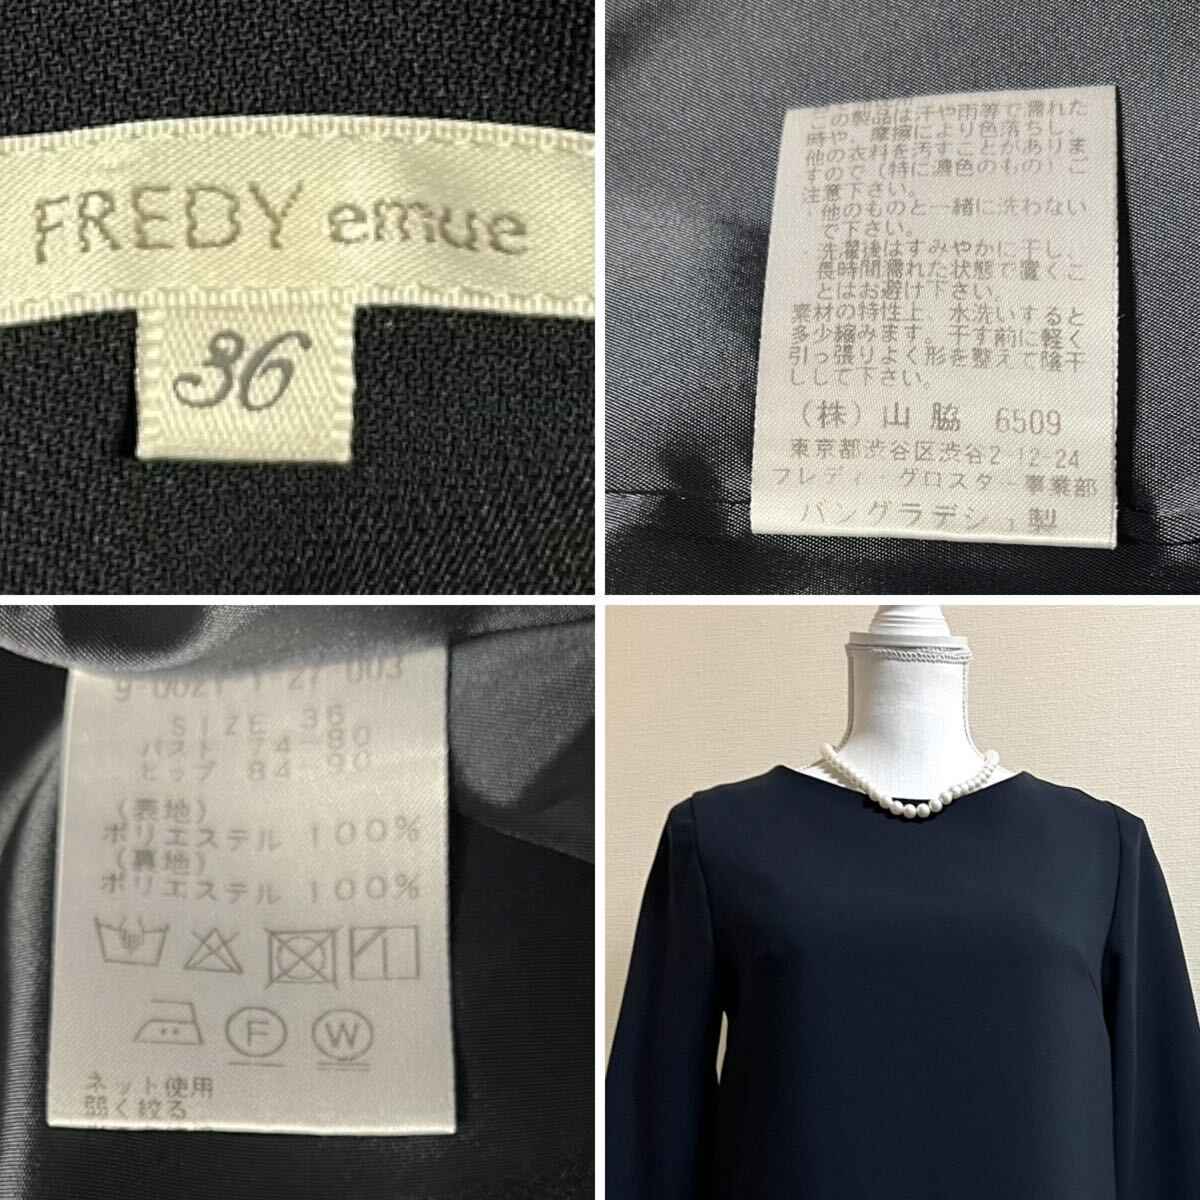 FREDY emue
36
この製品は汗や雨等で濡れた
時や、摩擦により色落ちし、
他の衣料を汚すことがありま
すので(特に濃色のもの)ご
注意下さい。
・他のものと一緒に洗わない
で下さい。
・洗濯後はすみやかに干し、
長時間濡れた状態で置くこ
とはお避け下さい。
素材の特性上、水洗いすると
多少縮みます。干す前に軽く
引っ張りよく形を整えて陰干
しして下さい。
(株)山脇 6509
東京都渋谷区渋谷2-12-24
フレディ・グロスター事業部
バングラデシュ製
9-0021 27 003
SIZE 36
バスト 74-80
ヒップ 84-90
(表地)
ポリエステル 100%
(裏地)
ポリエステル 100%
F W
ネット使用
弱く絞る